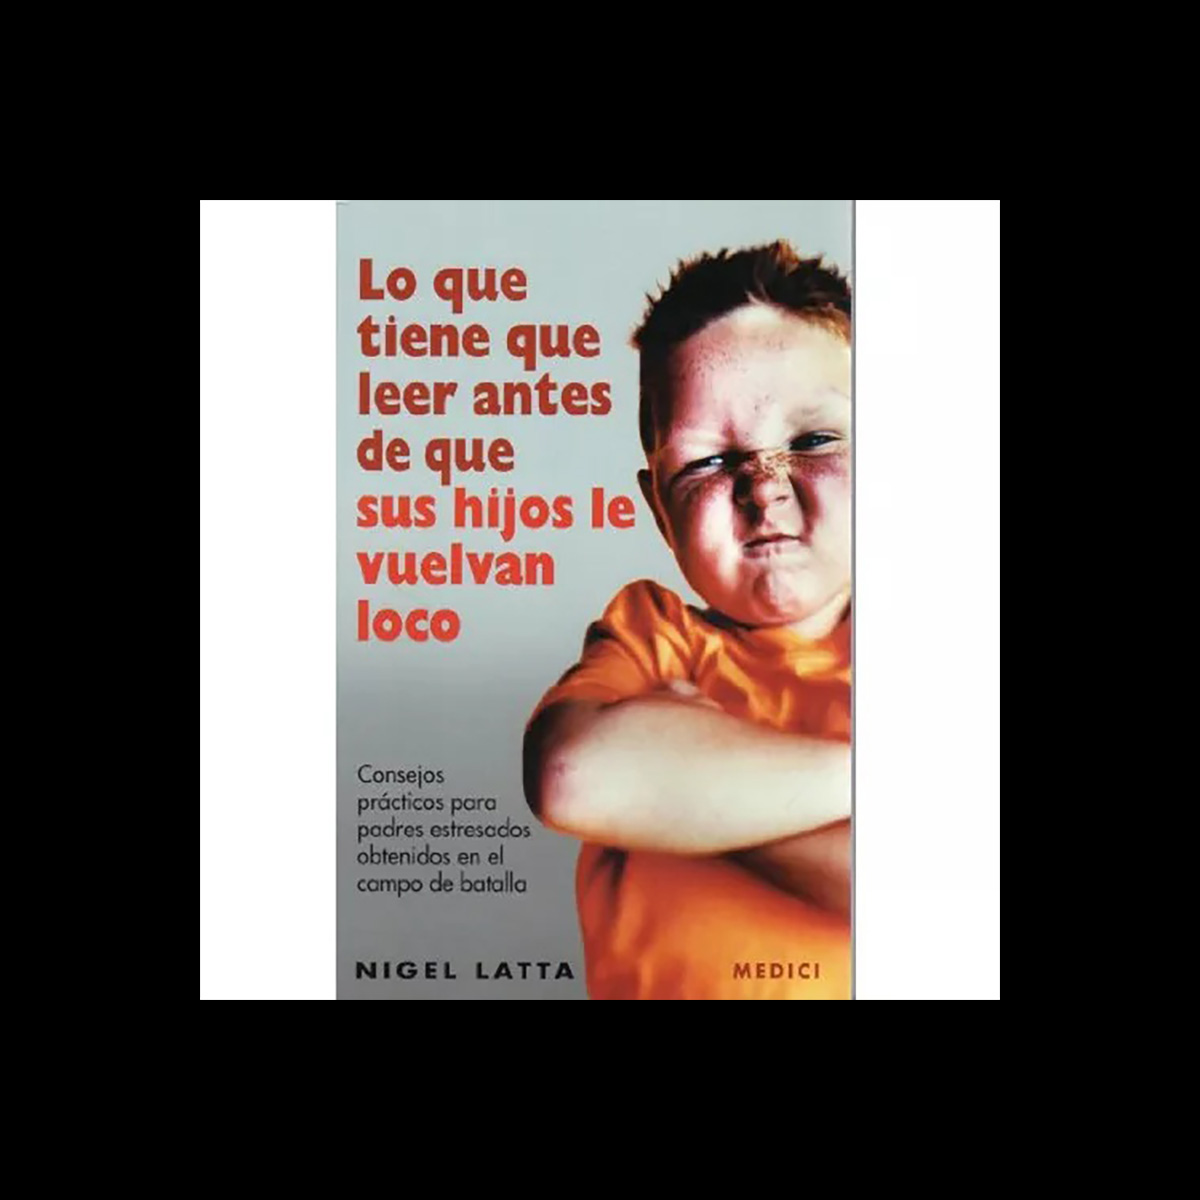 Lo que
tiene que
leer antes
de que
sus hijos le
vuelvan
loco
Consejos
prácticos para
padres estresados
obtenidos en el
campo de batalla
NIGEL LATTA
MEDICI